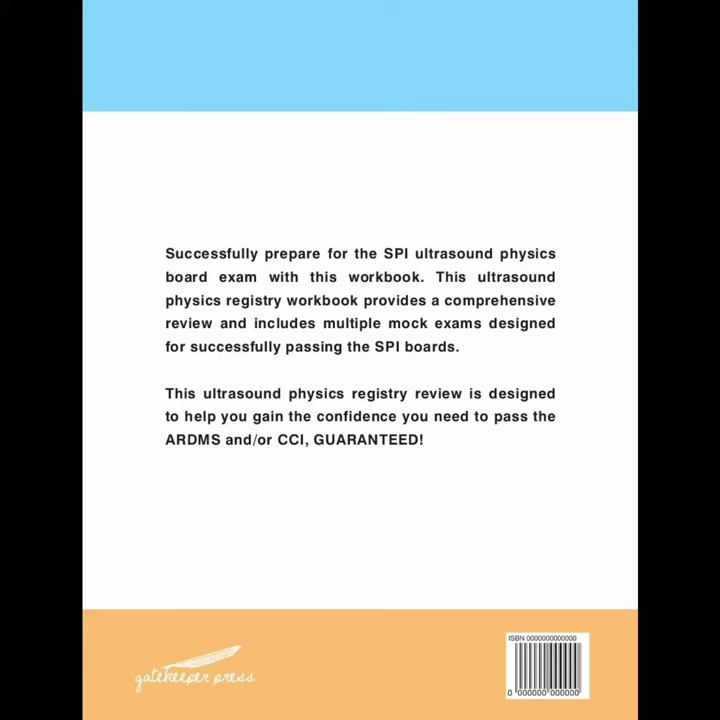 Successfully prepare for the SPI ultrasound physics
board exam with this workbook. This ultrasound
physics registry workbook provides a comprehensive
review and includes multiple mock exams designed
for successfully passing the SPI boards.
This ultrasound physics registry review is designed
to help you gain the confidence you need to pass the
ARDMS and/or CCI, GUARANTEED!
gatekeeper press
ISBN 0000000000000
0 000000 000000